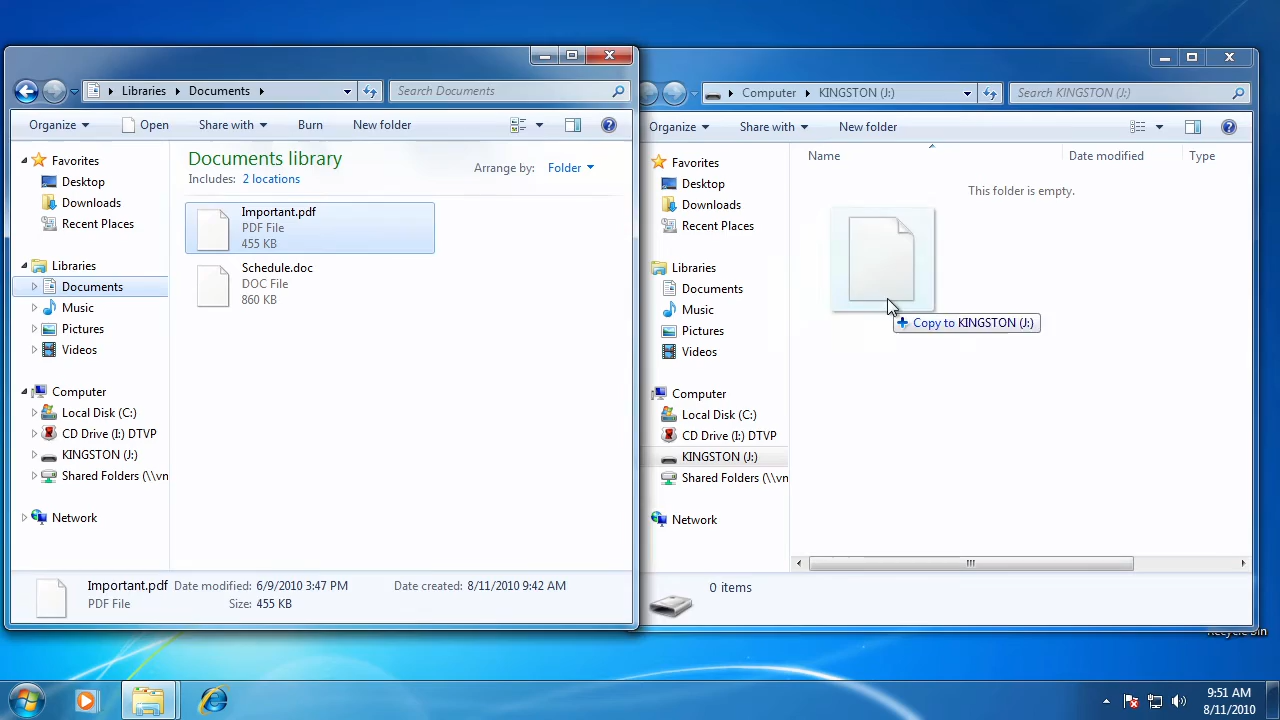 Libraries Documents
Search Documents
Organize Open Share with Burn New folder
Favorites
Desktop
Downloads
Recent Places
Libraries
Documents
Music
Pictures
Videos
Computer
Local Disk (C:)
CD Drive (I:) DTVP
KINGSTON (J:)
Shared Folders (\\vn
Network
Documents library
Includes: 2 locations
Arrange by: Folder
Important.pdf
PDF File
455 KB
Schedule.doc
DOC File
860 KB
Important.pdf Date modified: 6/9/2010 3:47 PM Date created: 8/11/2010 9:42 AM
PDF File Size: 455 KB
Computer KINGSTON (J:)
Search KINGSTON (J:)
Organize Share with New folder
Favorites
Desktop
Downloads
Recent Places
Libraries
Documents
Music
Pictures
Videos
Computer
Local Disk (C:)
CD Drive (I:) DTVP
KINGSTON (J:)
Shared Folders (\\vn
Network
Name Date modified Type
This folder is empty.
Copy to KINGSTON (J:)
0 items
Recycle Bin
9:51 AM
8/11/2010